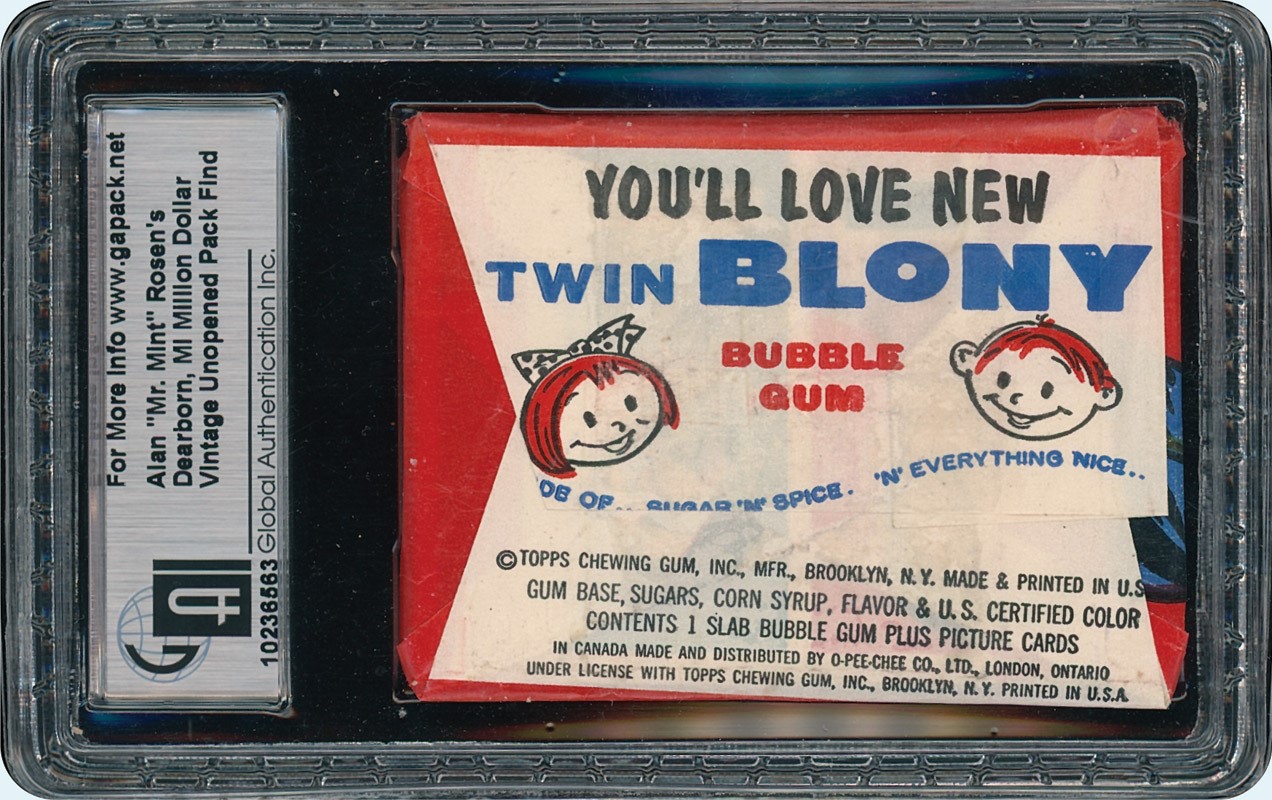 For More Info www.gapack.net
Alan "Mr. Mint" Rosen's
Dearborn, MI Million Dollar
Vintage Unopened Pack Find
Global Authentication Inc.
10236563
YOU'LL LOVE NEW
TWIN BLONY
BUBBLE
GUM
DE OF... SUGAR 'N' SPICE. 'N' EVERYTHING NICE..
©TOPPS CHEWING GUM, INC., MFR., BROOKLYN, N.Y. MADE & PRINTED IN U.S
GUM BASE, SUGARS, CORN SYRUP, FLAVOR & U.S. CERTIFIED COLOR
CONTENTS 1 SLAB BUBBLE GUM PLUS PICTURE CARDS
IN CANADA MADE AND DISTRIBUTED BY O-PEE-CHEE CO., LTD., LONDON, ONTARIO
UNDER LICENSE WITH TOPPS CHEWING GUM, INC., BROOKLYN, N.Y. PRINTED IN U.S.A.